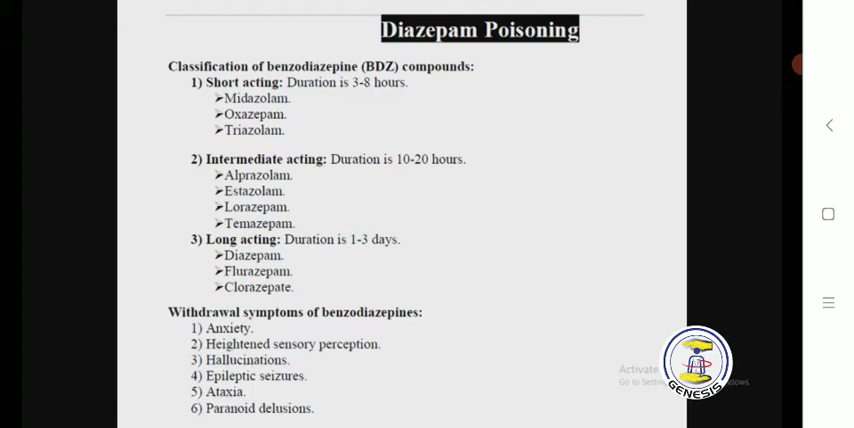 Diazepam Poisoning
Classification of benzodiazepine (BDZ) compounds:
1) Short acting: Duration is 3-8 hours.
➤Midazolam.
➤Oxazepam.
➤Triazolam.
2) Intermediate acting: Duration is 10-20 hours.
➤Alprazolam.
➤Estazolam.
➤Lorazepam.
➤Temazepam.
3) Long acting: Duration is 1-3 days.
➤Diazepam.
➤Flurazepam.
➤Clorazepate.
Withdrawal symptoms of benzodiazepines:
1) Anxiety.
2) Heightened sensory perception.
3) Hallucinations.
4) Epileptic seizures.
5) Ataxia.
6) Paranoid delusions.
Activate
Go to
GENESIS